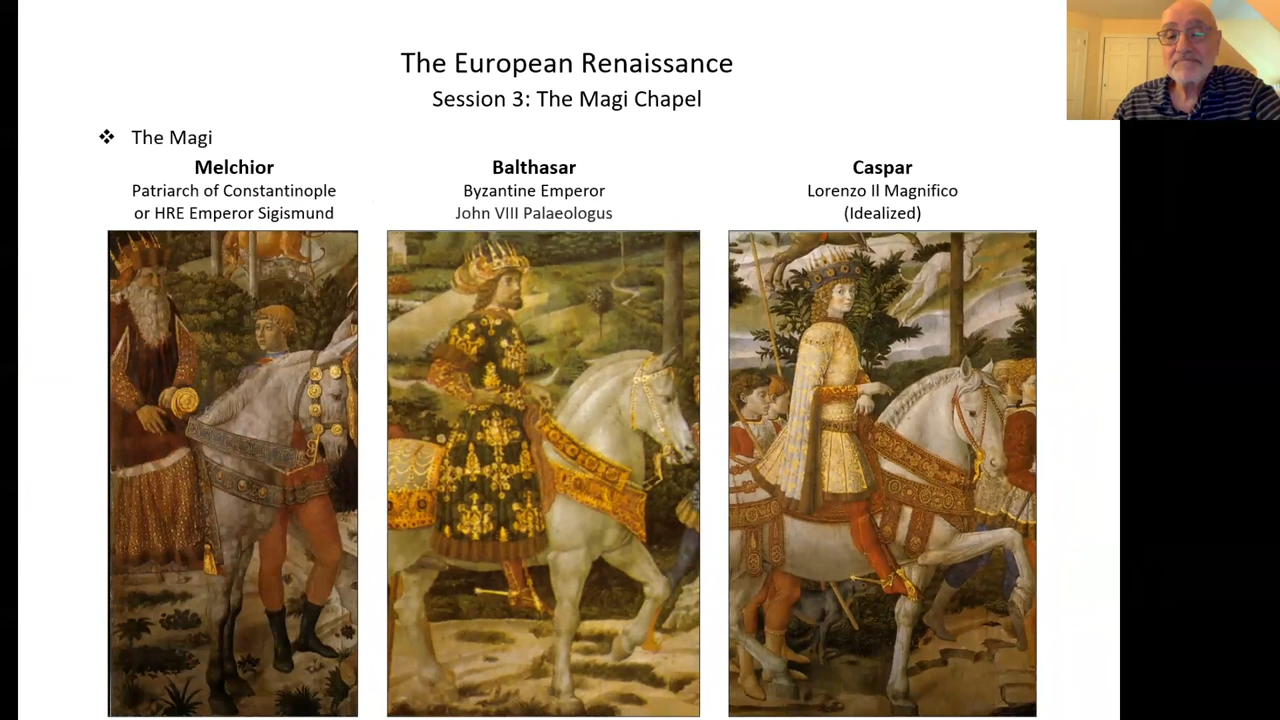 The European Renaissance
Session 3: The Magi Chapel
❖ The Magi
Melchior
Patriarch of Constantinople
or HRE Emperor Sigismund
Balthasar
Byzantine Emperor
John VIII Palaeologus
Caspar
Lorenzo Il Magnifico
(Idealized)